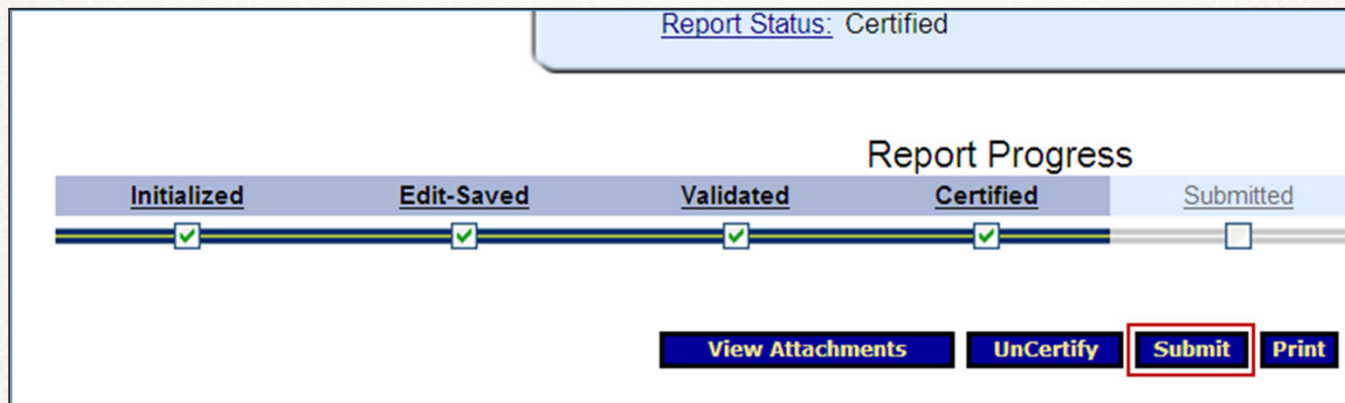 Report Status: Certified
Report Progress
Initialized Edit-Saved Validated Certified Submitted
View Attachments UnCertify Submit Print